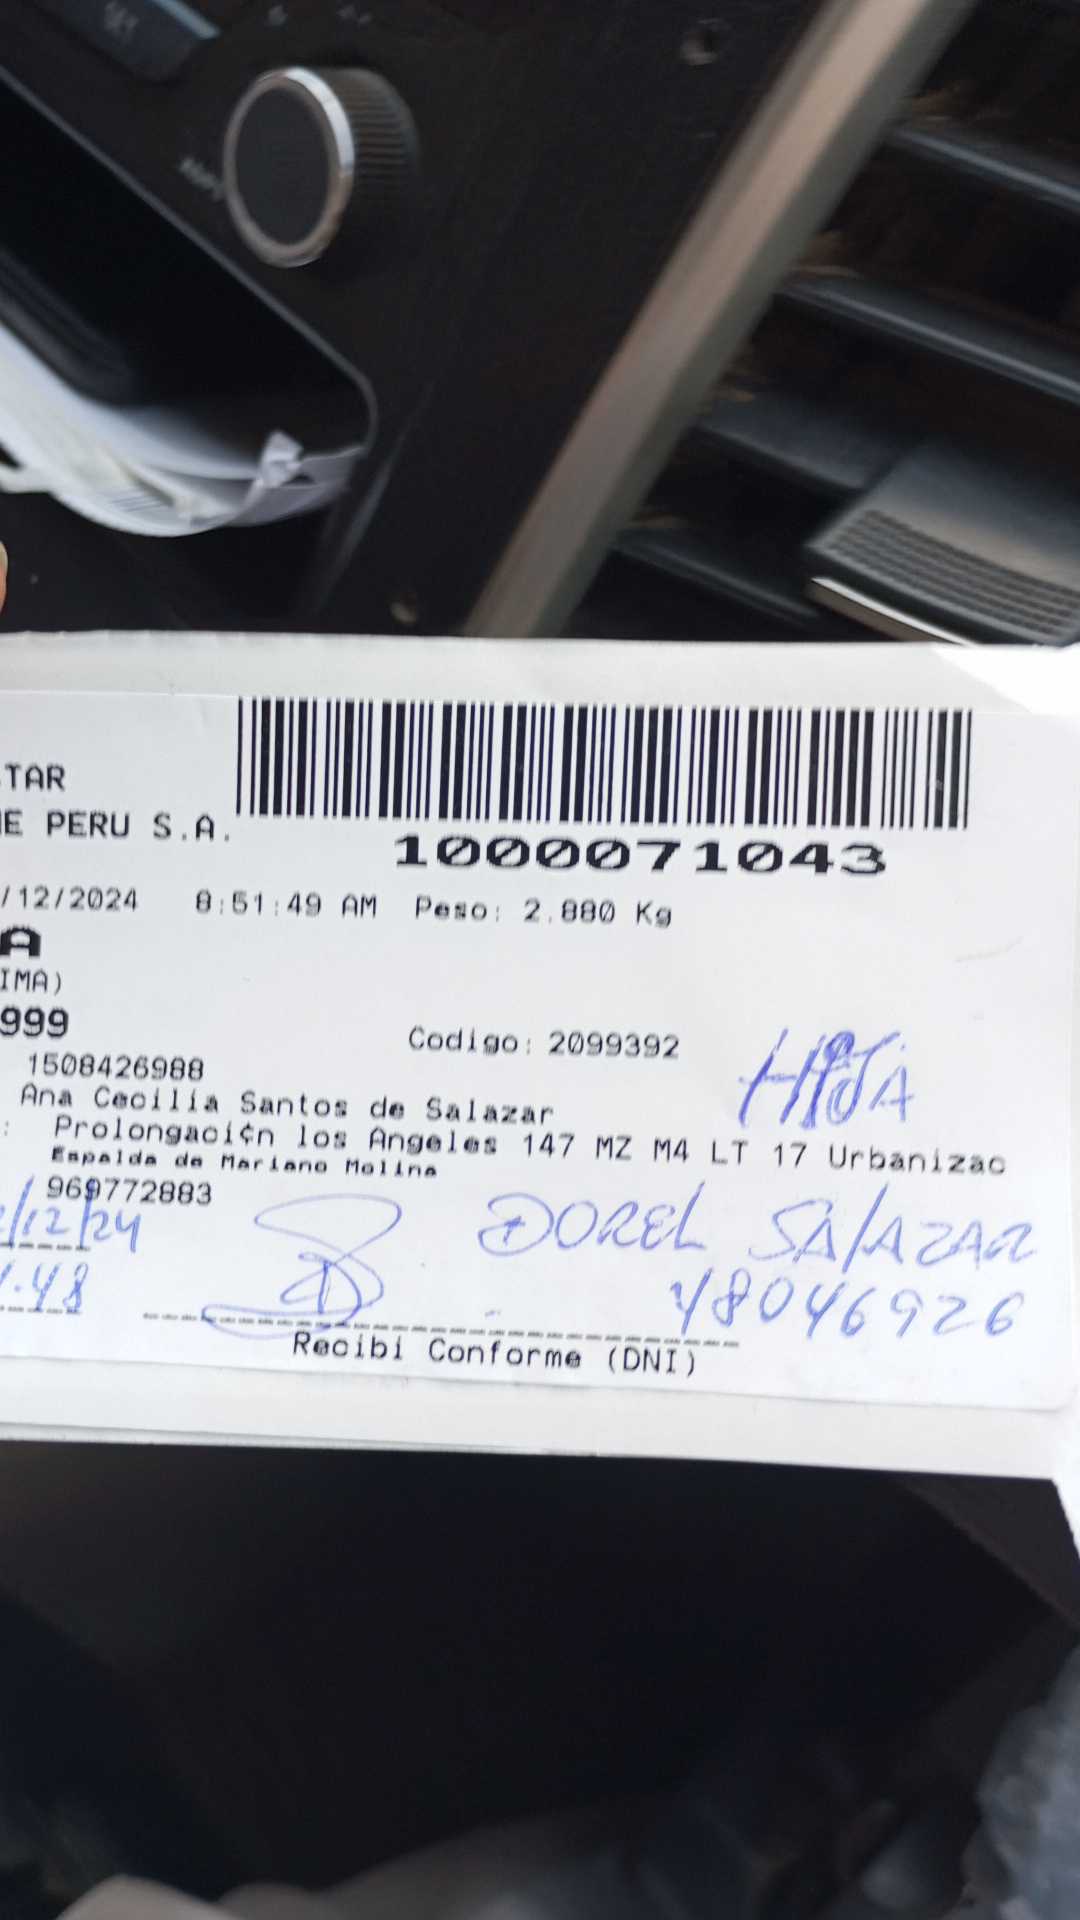 SET
TAR
E PERU S.A.
1000071043
/12/2024 8:51:49 AM Peso: 2.880 Kg
A
IMA)
999
Codigo: 2099392
HIJA
1508426988
Ana Cecilia Santos de Salazar
: Prolongaci¢n los Angeles 147 MZ M4 LT 17 Urbanizac
Espalda de Mariano Molina
969772883
/12/24
DOREL SALAZAR
.48
48046926
Recibi Conforme (DNI)